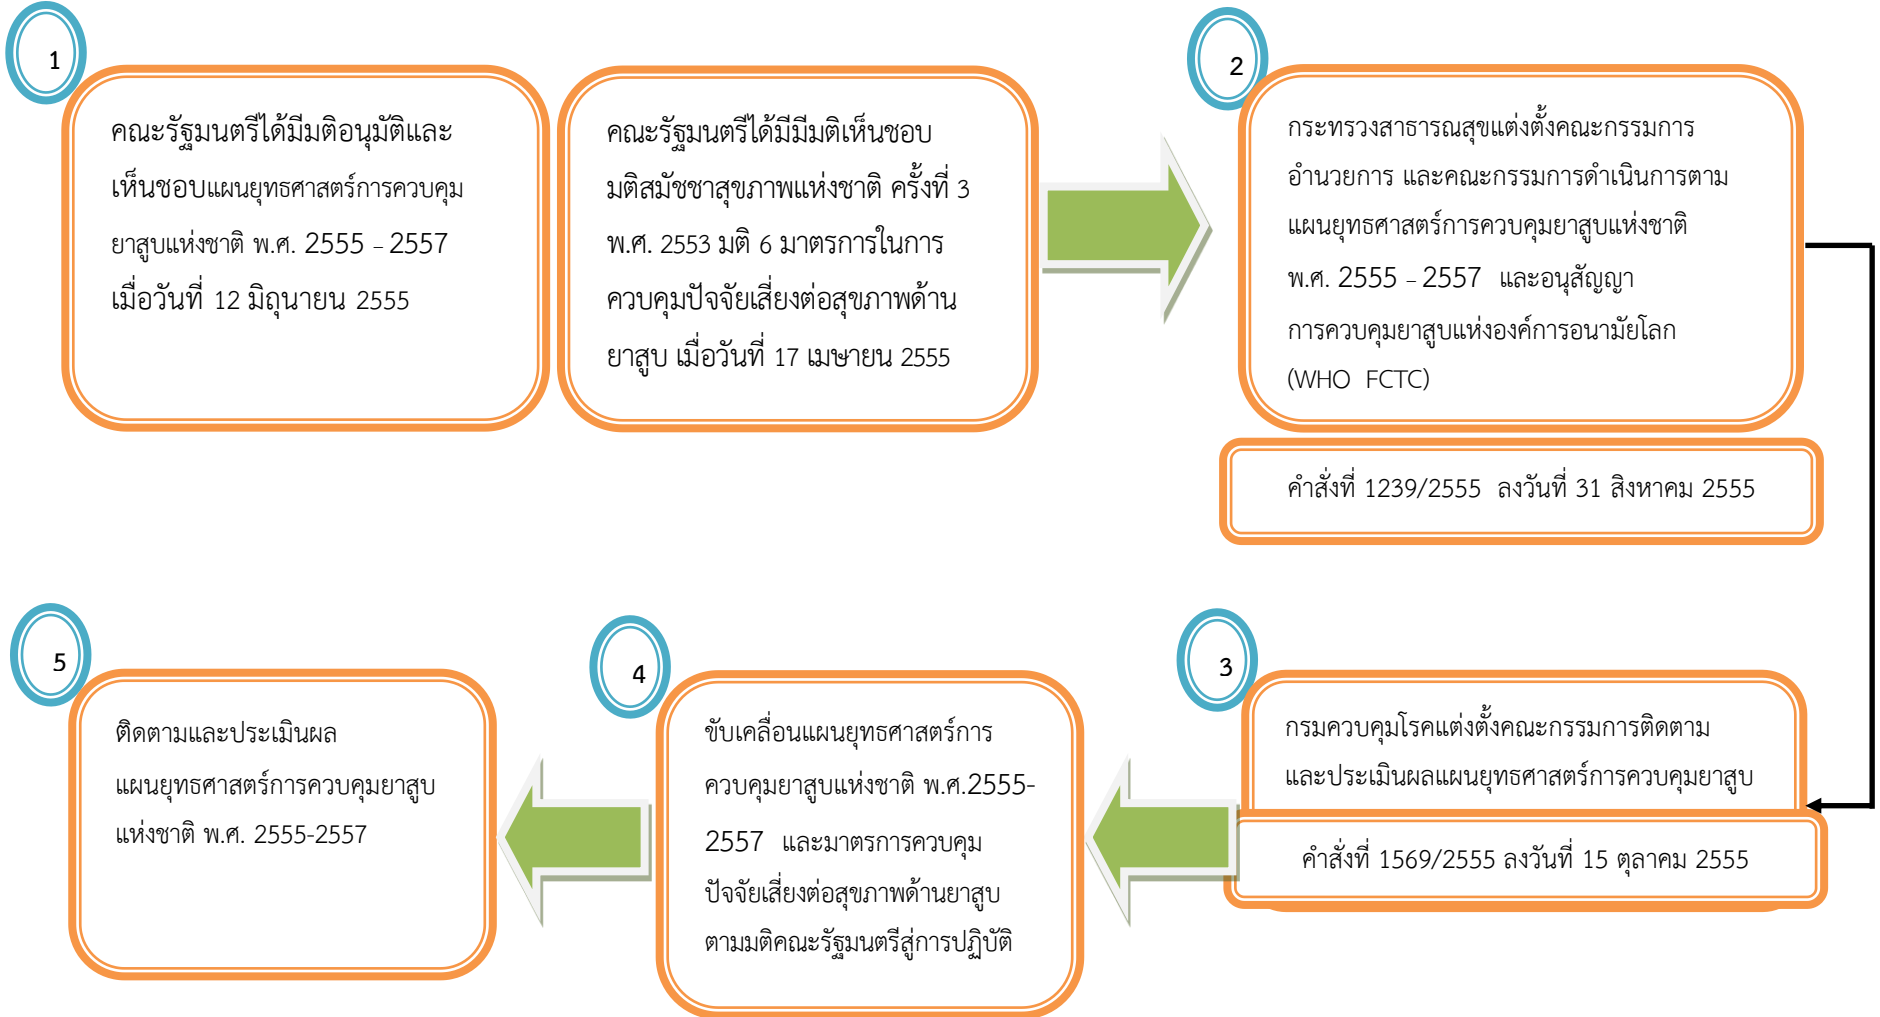 1
คณะรัฐมนตรีได้มีมติอนุมัติและ
เห็นชอบแผนยุทธศาสตร์การควบคุม
ยาสูบแห่งชาติ พ.ศ. 2555 – 2557
เมื่อวันที่ 12 มิถุนายน 2555
คณะรัฐมนตรีได้มีมีมติเห็นชอบ
มติสมัชชาสุขภาพแห่งชาติ ครั้งที่ 3
พ.ศ. 2553 มติ 6 มาตรการในการ
ควบคุมปัจจัยเสี่ยงต่อสุขภาพด้าน
ยาสูบ เมื่อวันที่ 17 เมษายน 2555
2
กระทรวงสาธารณสุขแต่งตั้งคณะกรรมการ
อำนวยการ และคณะกรรมการดำเนินการตาม
แผนยุทธศาสตร์การควบคุมยาสูบแห่งชาติ
พ.ศ. 2555 – 2557 และอนุสัญญา
การควบคุมยาสูบแห่งองค์การอนามัยโลก
(WHO FCTC)
คำสั่งที่ 1239/2555 ลงวันที่ 31 สิงหาคม 2555
3
กรมควบคุมโรคแต่งตั้งคณะกรรมการติดตาม
และประเมินผลแผนยุทธศาสตร์การควบคุมยาสูบ
คำสั่งที่ 1569/2555 ลงวันที่ 15 ตุลาคม 2555
4
ขับเคลื่อนแผนยุทธศาสตร์การ
ควบคุมยาสูบแห่งชาติ พ.ศ.2555-
2557 และมาตรการควบคุม
ปัจจัยเสี่ยงต่อสุขภาพด้านยาสูบ
ตามมติคณะรัฐมนตรีสู่การปฏิบัติ
5
ติดตามและประเมินผล
แผนยุทธศาสตร์การควบคุมยาสูบ
แห่งชาติ พ.ศ. 2555-2557